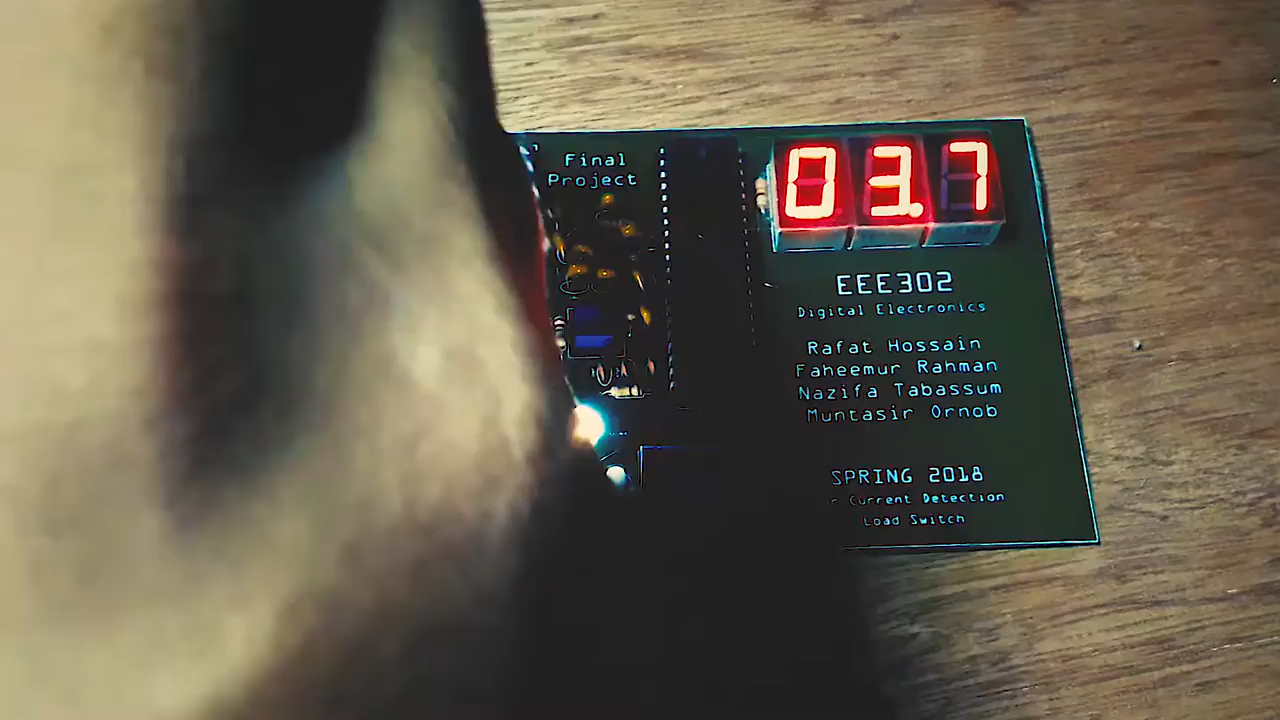 Final
Project
03.7
EEE302
Digital Electronics
Rafat Hossain
Faheemur Rahman
Nazifa Tabassum
Muntasir Ornob
SPRING 2018
Current Detection
Load Switch